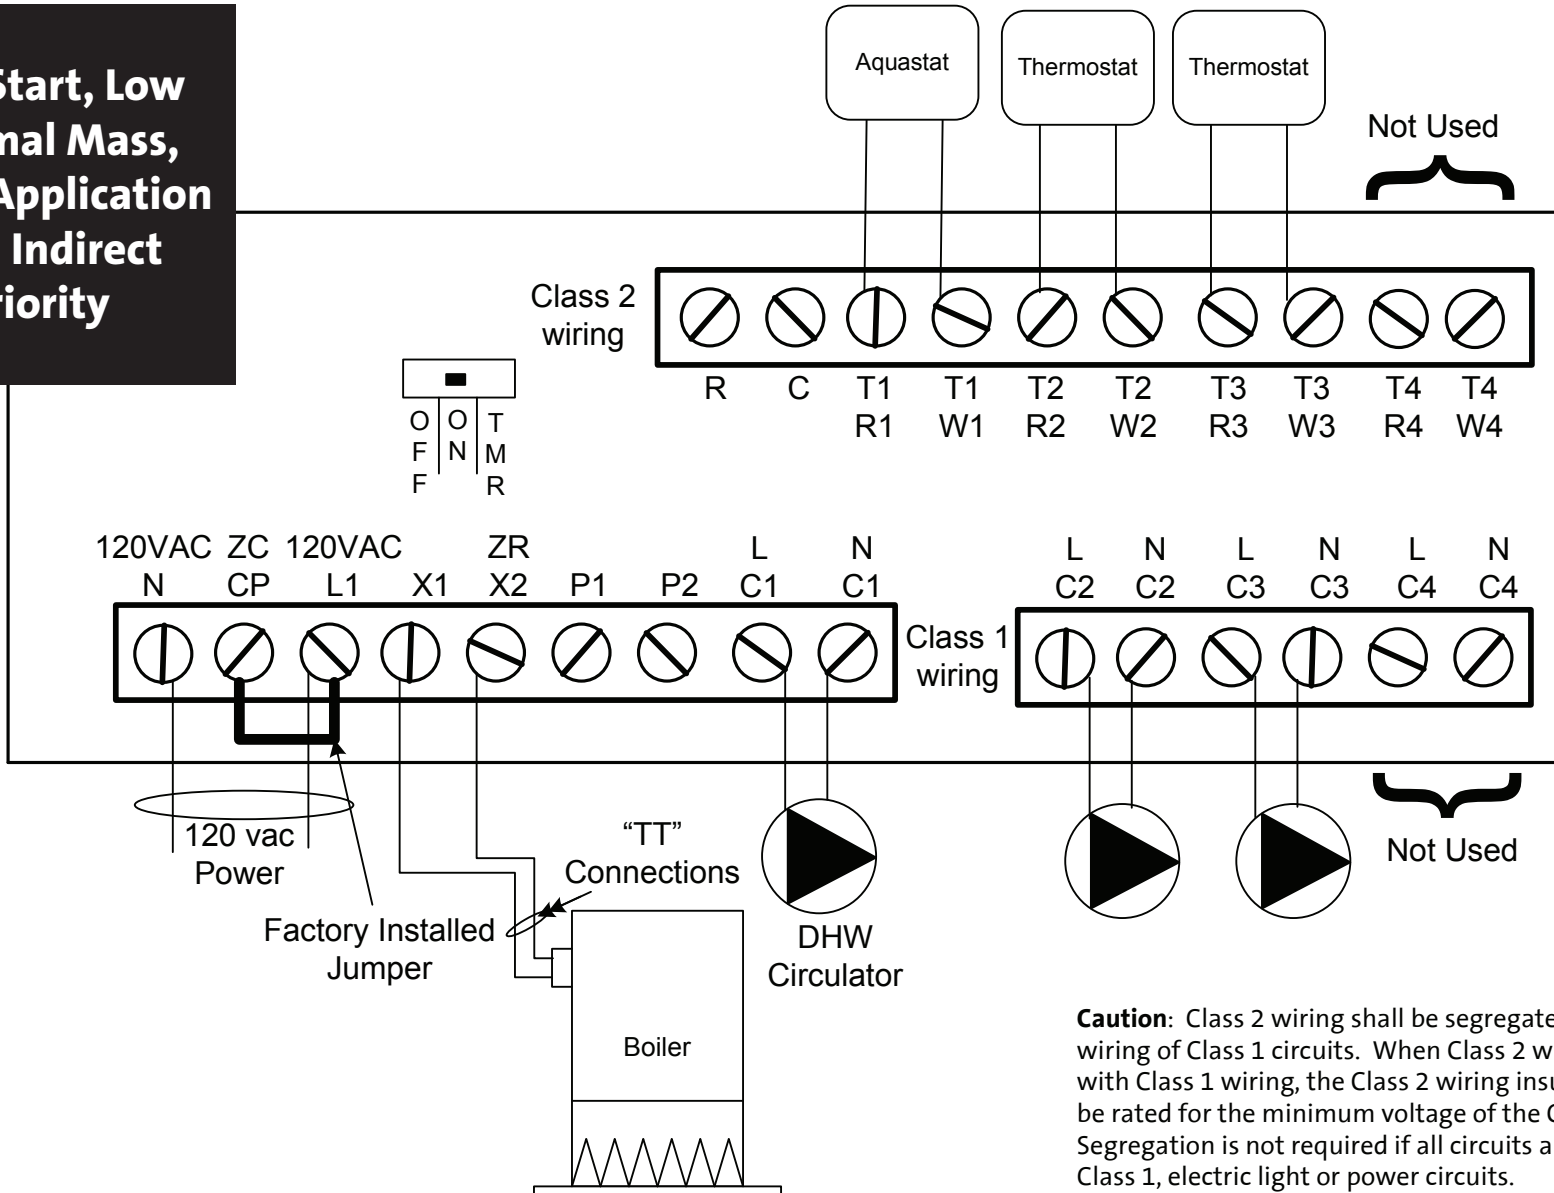 Start, Low
mal Mass,
Application
Indirect
riority
Aquastat
Thermostat
Thermostat
Not Used
Class 2
wiring
R C T1 T1 T2 T2 T3 T3 T4 T4
R1 W1 R2 W2 R3 W3 R4 W4
OFF
ON
TMR
120VAC ZC 120VAC ZR L N
N CP L1 X1 X2 P1 P2 C1 C1
L N L N L N
C2 C2 C3 C3 C4 C4
Class 1
wiring
120 vac
Power
"TT"
Connections
Factory Installed
Jumper
DHW
Circulator
Not Used
Boiler
Caution: Class 2 wiring shall be segregate
wiring of Class 1 circuits. When Class 2 w
with Class 1 wiring, the Class 2 wiring insu
be rated for the minimum voltage of the C
Segregation is not required if all circuits a
Class 1, electric light or power circuits.